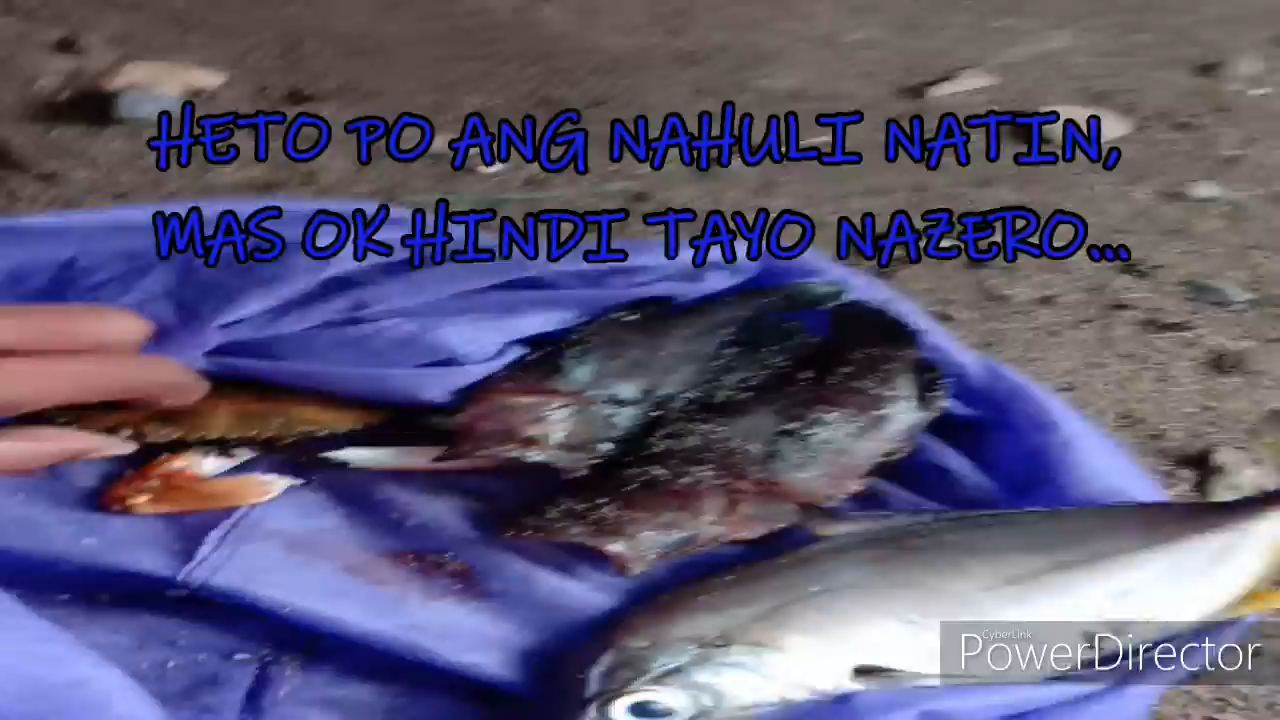 HETO PO ANG NAHULI NATIN,
MAS OK HINDI TAYO NAZERO...
CyberLink
PowerDirector